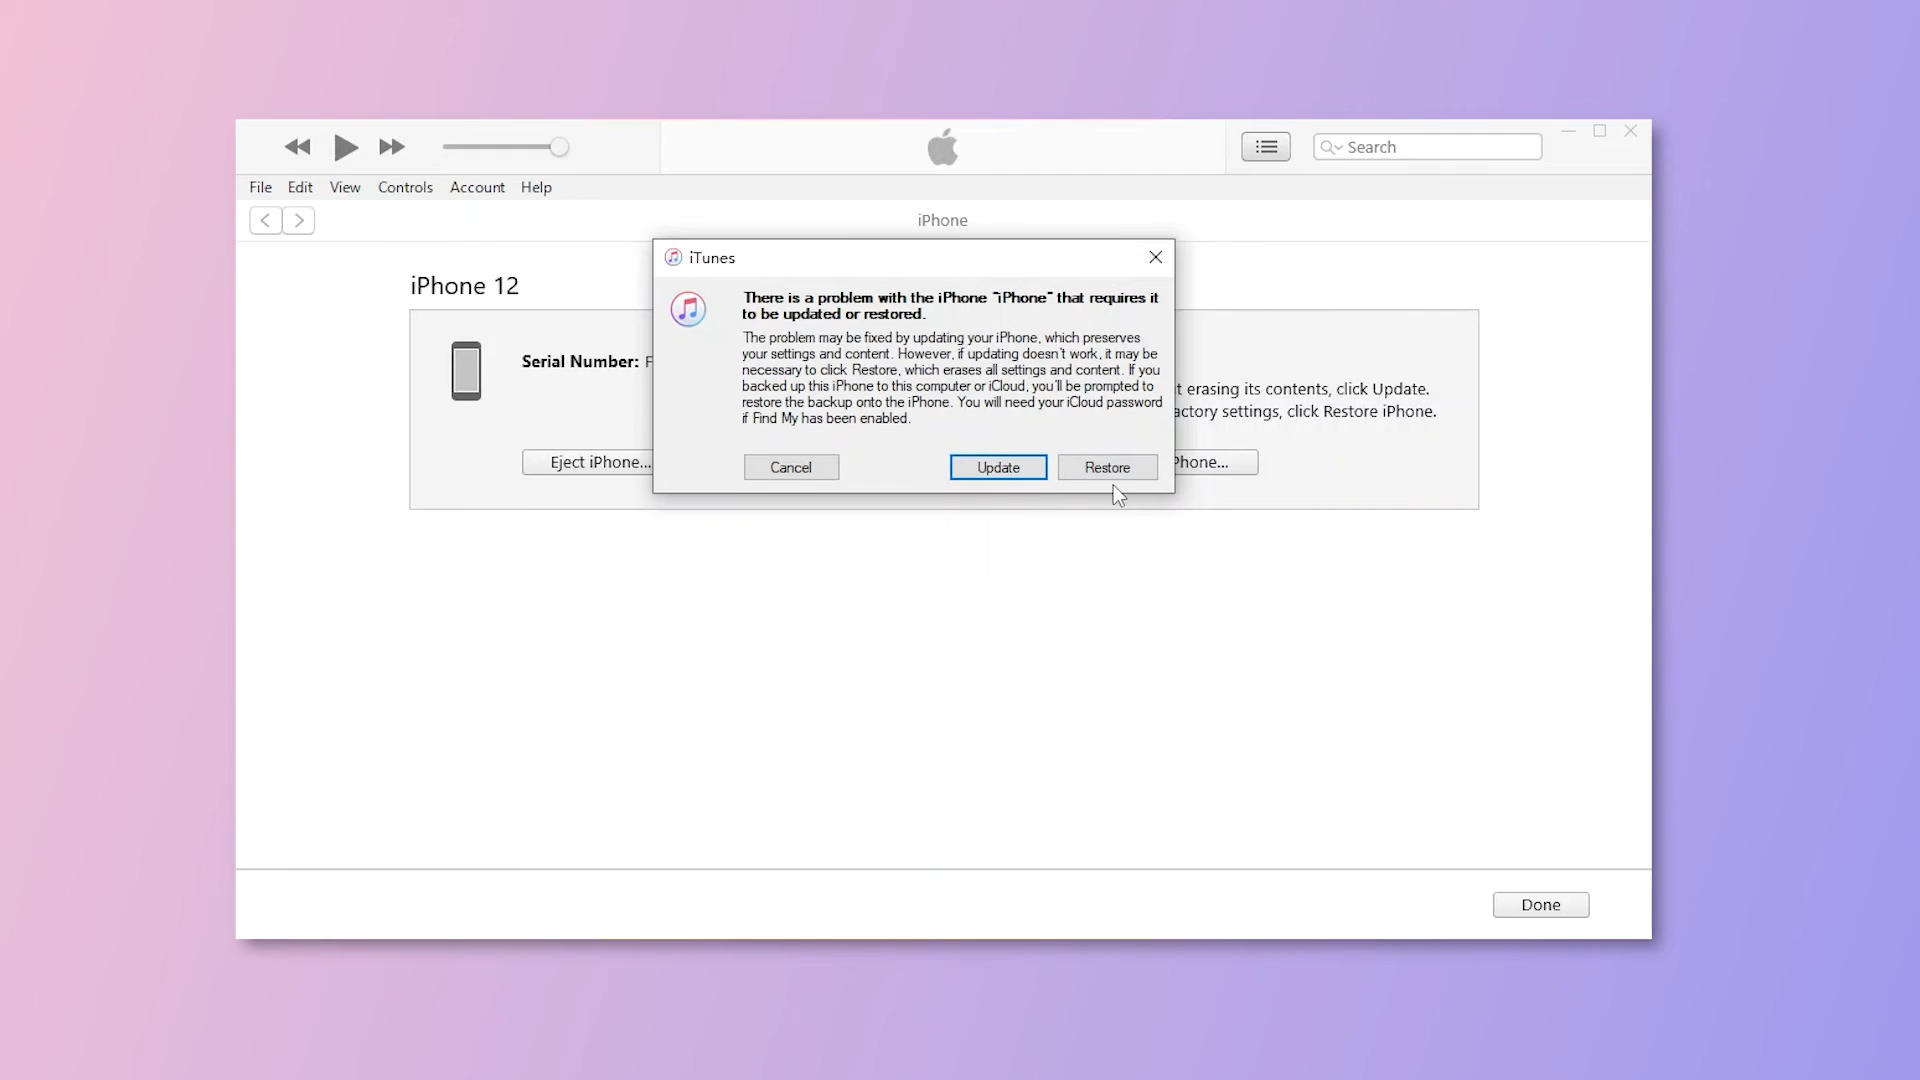 Search
File Edit View Controls Account Help
iPhone
iTunes
iPhone 12
There is a problem with the iPhone "iPhone" that requires it
to be updated or restored.
The problem may be fixed by updating your iPhone, which preserves
your settings and content. However, if updating doesn't work, it may be
necessary to click Restore, which erases all settings and content. If you
backed up this iPhone to this computer or iCloud, you'll be prompted to
restore the backup onto the iPhone. You will need your iCloud password
if Find My has been enabled.
Serial Number: F
erasing its contents, click Update.
settings, click Restore iPhone.
Eject iPhone...
Cancel Update Restore
Done